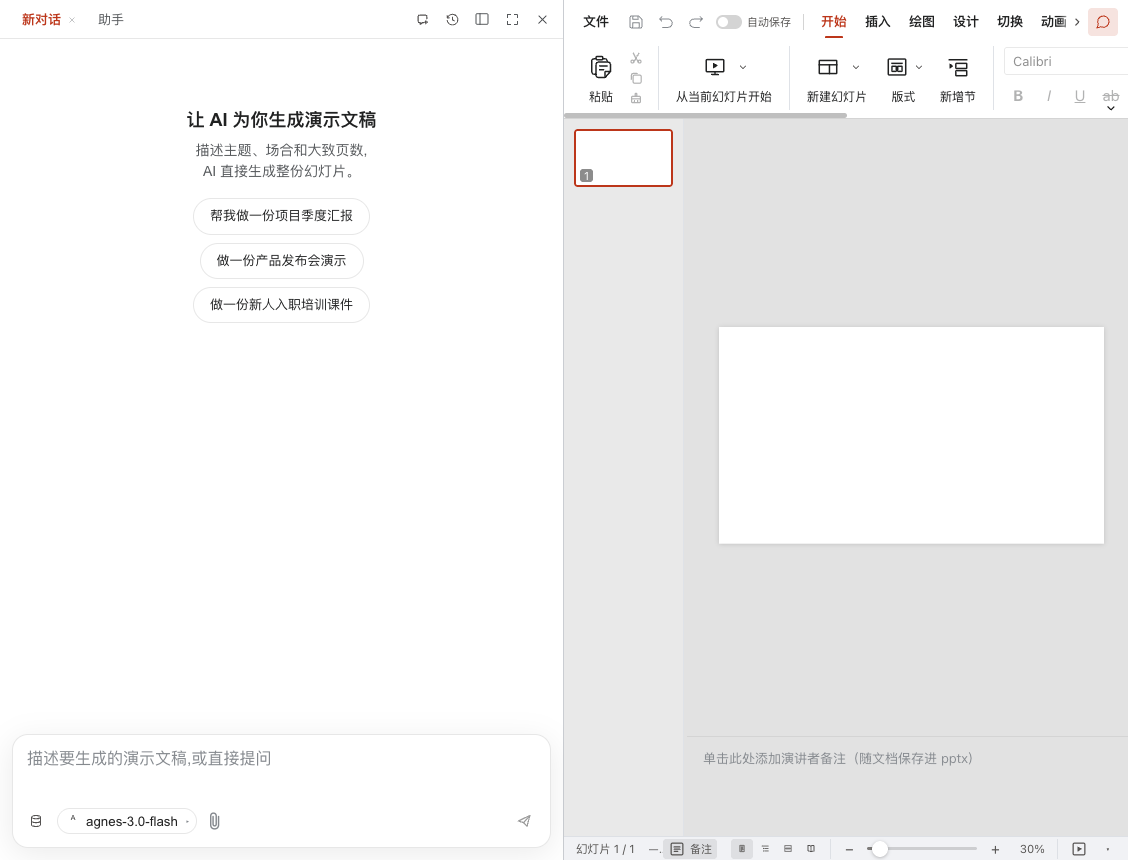 新对话 × 助手
让 AI 为你生成演示文稿
描述主题、场合和大致页数,
AI 直接生成整份幻灯片。
帮我做一份项目季度汇报
做一份产品发布会演示
做一份新人入职培训课件
描述要生成的演示文稿,或直接提问
A agnes-3.0-flash
文件 自动保存 开始 插入 绘图 设计 切换 动画
粘贴 从当前幻灯片开始 新建幻灯片 版式 新增节
Calibri
B I U ab
1
单击此处添加演讲者备注（随文档保存进 pptx）
幻灯片 1 / 1 备注 − + 30%